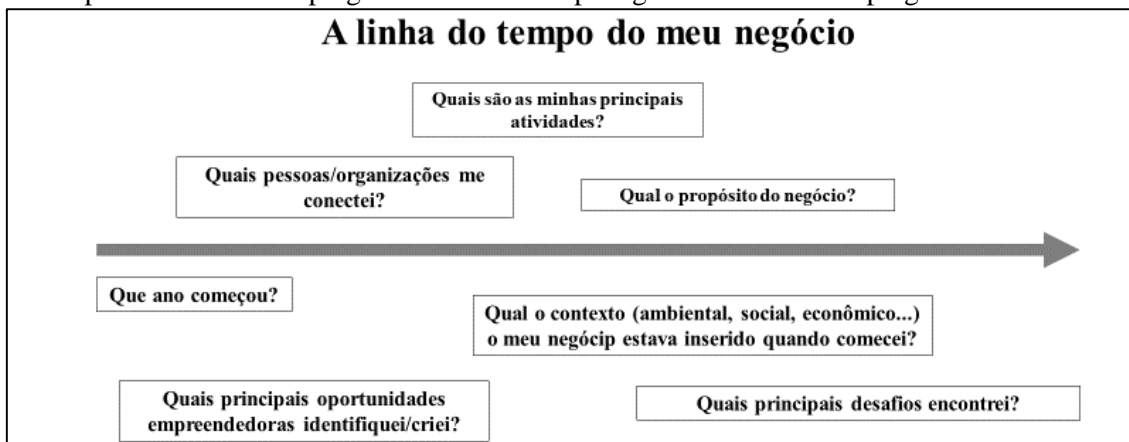 A linha do tempo do meu negócio
Quais são as minhas principais
atividades?
Quais pessoas/organizações me
conectei?
Qual o propósito do negócio?
Que ano começou?
Qual o contexto (ambiental, social, econômico...)
o meu negócip estava inserido quando comecei?
Quais principais oportunidades
empreendedoras identifiquei/criei?
Quais principais desafios encontrei?